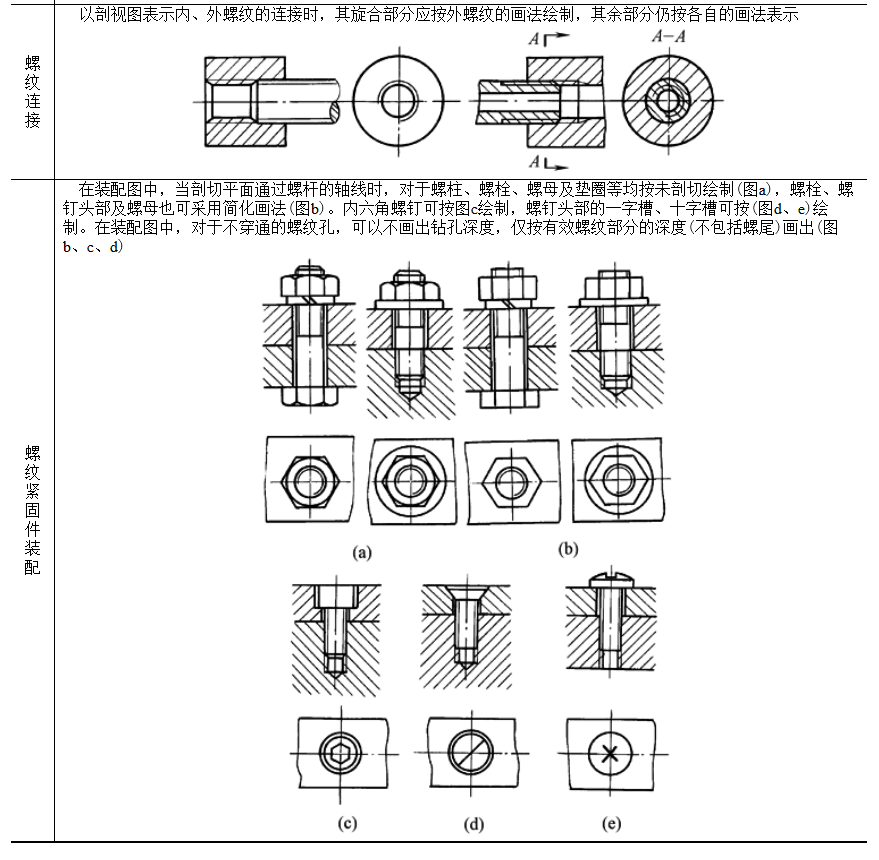 以剖视图表示内、外螺纹的连接时，其旋合部分应按外螺纹的画法绘制，其余部分仍按各自的画法表示
螺纹连接
A
A—A
A
在装配图中，当剖切平面通过螺杆的轴线时，对于螺柱、螺栓、螺母及垫圈等均按未剖切绘制(图a)，螺栓、螺
钉头部及螺母也可采用简化画法(图b)。内六角螺钉可按图c绘制，螺钉头部的一字槽、十字槽可按(图d、e)绘
制。在装配图中，对于不穿通的螺纹孔，可以不画出钻孔深度，仅按有效螺纹部分的深度(不包括螺尾)画出(图
b、c、d)
螺纹紧固件装配
(a)
(b)
(c)
(d)
(e)